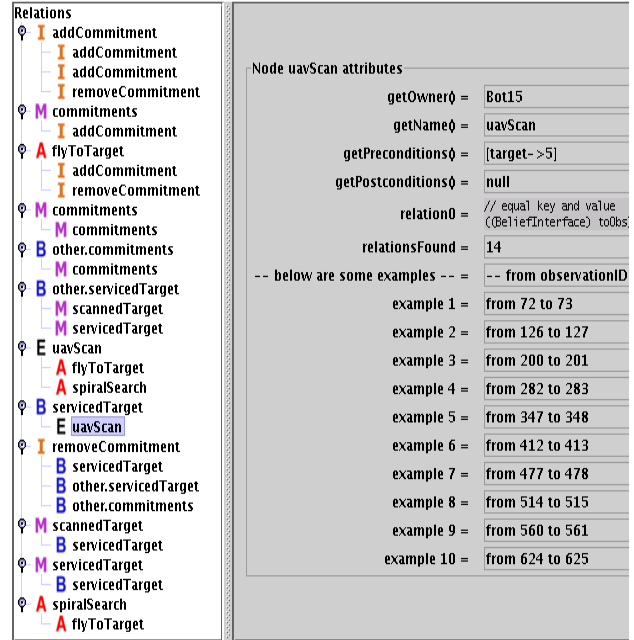 Relations
I addCommitment
I addCommitment
I addCommitment
I removeCommitment
M commitments
I addCommitment
A flyToTarget
I addCommitment
I removeCommitment
M commitments
M commitments
B other.commitments
M commitments
B other.servicedTarget
M scannedTarget
M servicedTarget
E uavScan
A flyToTarget
A spiralSearch
B servicedTarget
E uavScan
I removeCommitment
B servicedTarget
B other.servicedTarget
B other.commitments
M scannedTarget
B servicedTarget
M servicedTarget
B servicedTarget
A spiralSearch
A flyToTarget
Node uavScan attributes
getOwner() = Bot15
getName() = uavScan
getPreconditions() = [target->5]
getPostconditions() = null
relation0 = // equal key and value
((BeliefInterface) toObs)
relationsFound = 14
-- below are some examples -- = -- from observationID
example 1 = from 72 to 73
example 2 = from 126 to 127
example 3 = from 200 to 201
example 4 = from 282 to 283
example 5 = from 347 to 348
example 6 = from 412 to 413
example 7 = from 477 to 478
example 8 = from 514 to 515
example 9 = from 560 to 561
example 10 = from 624 to 625